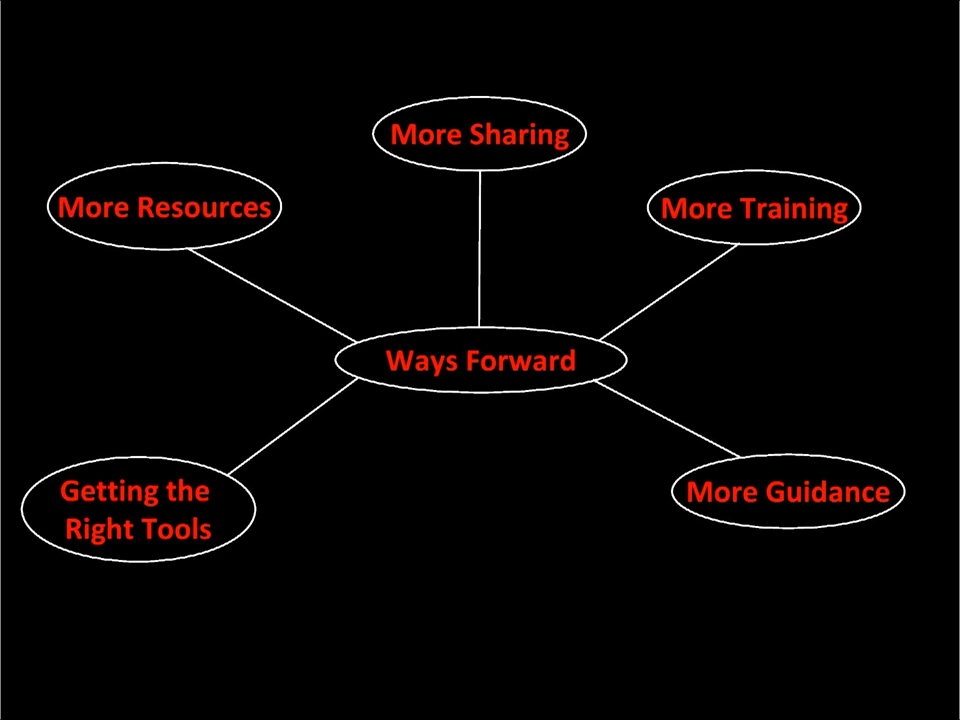 More Sharing
More Resources
More Training
Ways Forward
Getting the
Right Tools
More Guidance